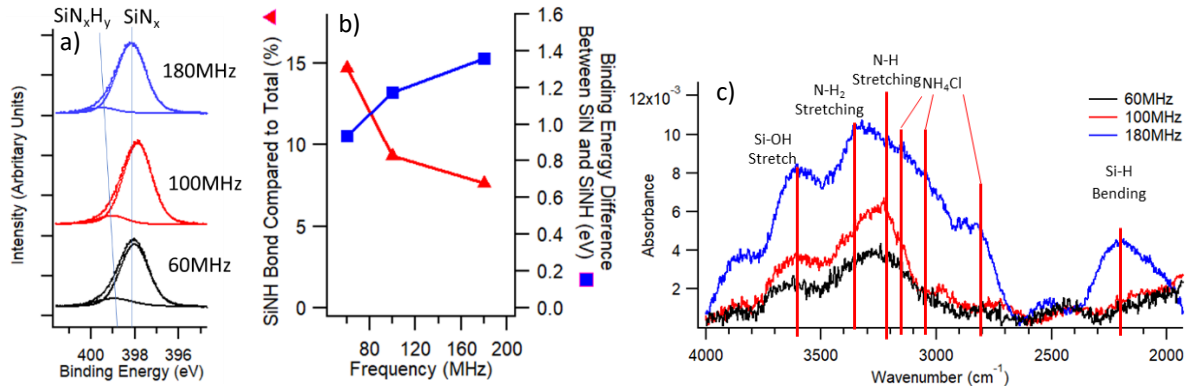 SiNxHy
SiNx
a)
180MHz
100MHz
60MHz
Intensity (Arbritary Units)
400
398
396
Binding Energy (eV)
b)
SiNH Bond Compared to Total (%)
15
10
5
0
80
120
160
200
Frequency (MHz)
1.6
1.4
1.2
1.0
0.8
0.6
0.4
0.2
0.0
Binding Energy Difference
Between SiN and SiNH (eV)
c)
12x10-3
10
8
6
4
2
Absorbance
Si-OH
Stretch
N-H2
Stretching
N-H
Stretching
NH4Cl
Si-H
Bending
60MHz
100MHz
180MHz
4000
3500
3000
2500
2000
Wavenumber (cm-1)